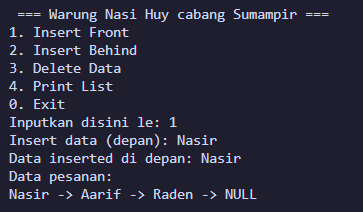 === Warung Nasi Huy cabang Sumampir ===
1. Insert Front
2. Insert Behind
3. Delete Data
4. Print List
0. Exit
Inputkan disini le: 1
Insert data (depan): Nasir
Data inserted di depan: Nasir
Data pesanan:
Nasir -> Aarif -> Raden -> NULL